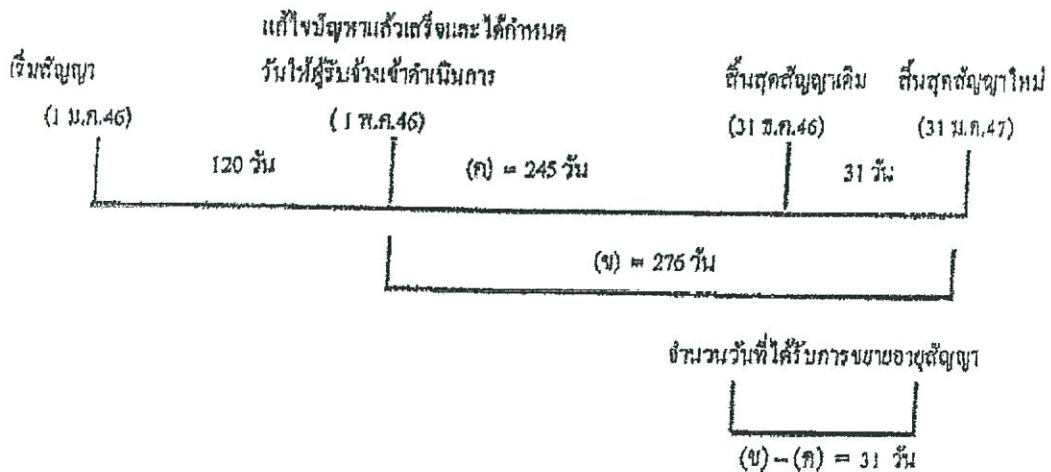 แก้ไขปัญหาแล้วเสร็จและได้กำหนด
วันให้ผู้รับจ้างเข้าดำเนินการ
เริ่มสัญญา
สิ้นสุดสัญญาเดิม
สิ้นสุดสัญญาใหม่
(1 ม.ค.46)
(1 พ.ค.46)
(31 ธ.ค.46)
(31 ม.ค.47)
120 วัน
(ค) = 245 วัน
31 วัน
(ข) = 276 วัน
จำนวนวันที่ได้รับการขยายอายุสัญญา
(ข) – (ค) = 31 วัน